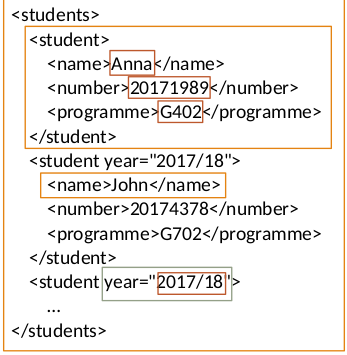 <students>
<student>
<name>Anna</name>
<number>20171989</number>
<programme>G402</programme>
</student>
<student year="2017/18">
<name>John</name>
<number>20174378</number>
<programme>G702</programme>
</student>
<student year="2017/18">
...
</students>